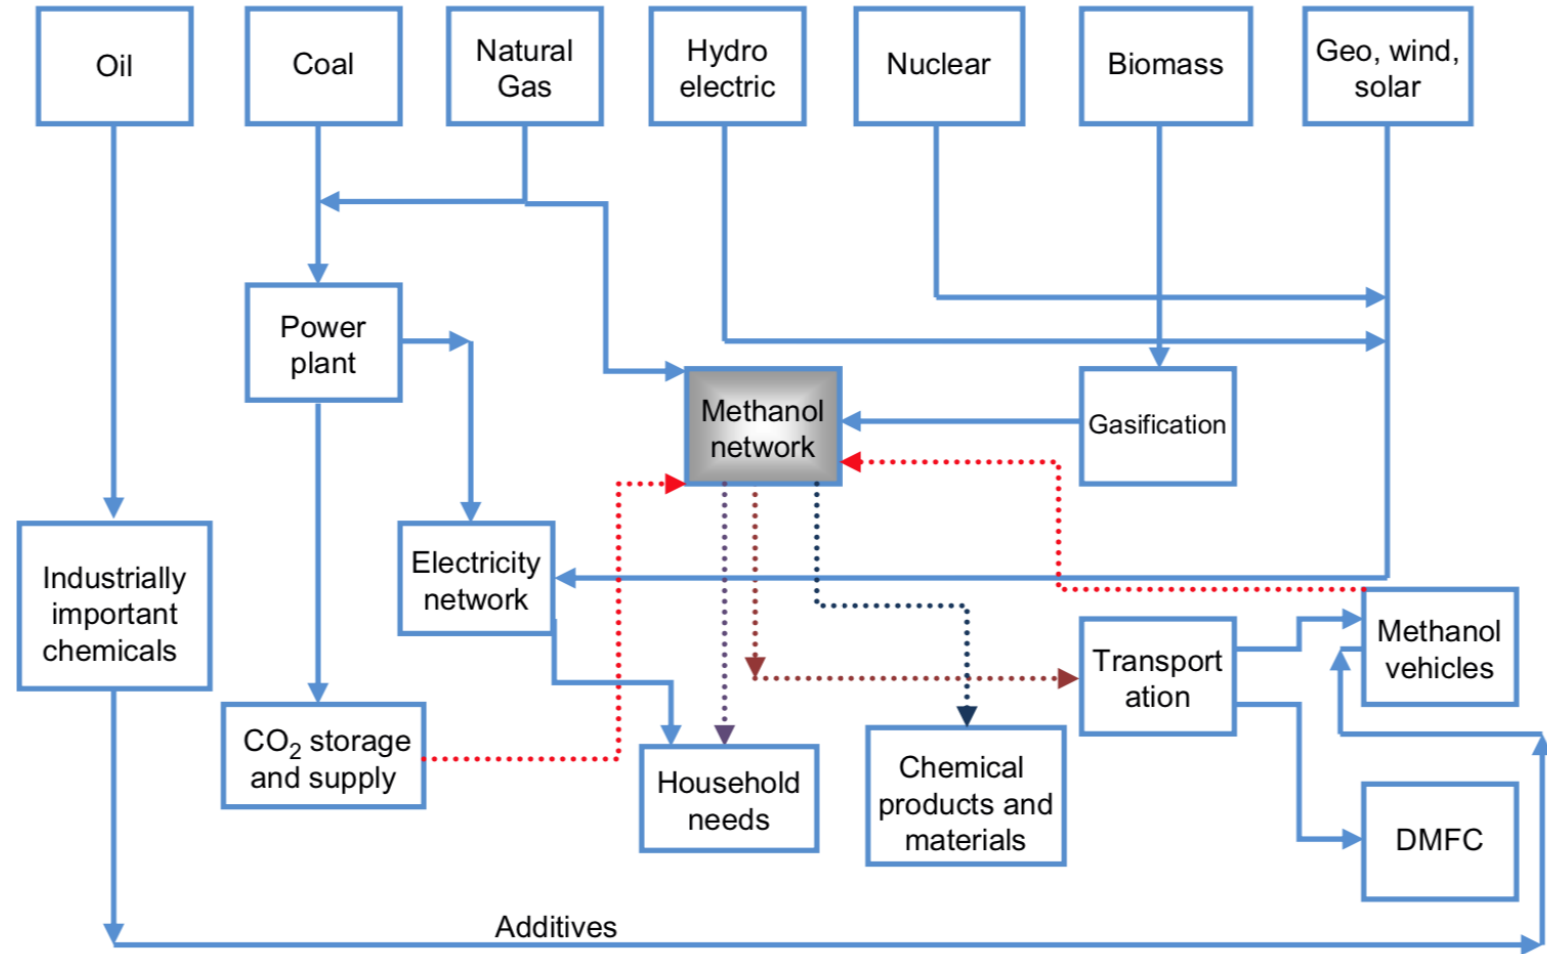 Oil
Coal
Natural
Gas
Hydro
electric
Nuclear
Biomass
Geo, wind,
solar
Power
plant
Methanol
network
Gasification
Industrially
important
chemicals
Electricity
network
Transport
ation
Methanol
vehicles
CO₂ storage
and supply
Household
needs
Chemical
products and
materials
DMFC
Additives